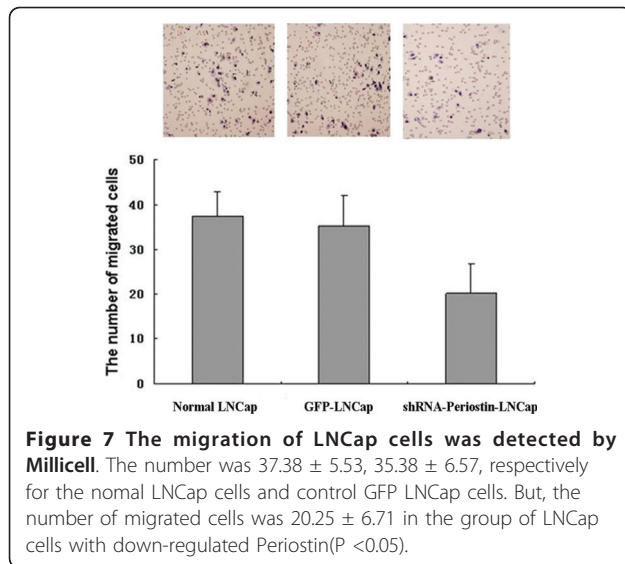 50
40
30
20
10
0
The number of migrated cells
Normal LNCap GFP-LNCap shRNA-Periostin-LNCap
Figure 7 The migration of LNCap cells was detected by
Millicell. The number was 37.38 ± 5.53, 35.38 ± 6.57, respectively
for the nomal LNCap cells and control GFP LNCap cells. But, the
number of migrated cells was 20.25 ± 6.71 in the group of LNCap
cells with down-regulated Periostin(P <0.05).